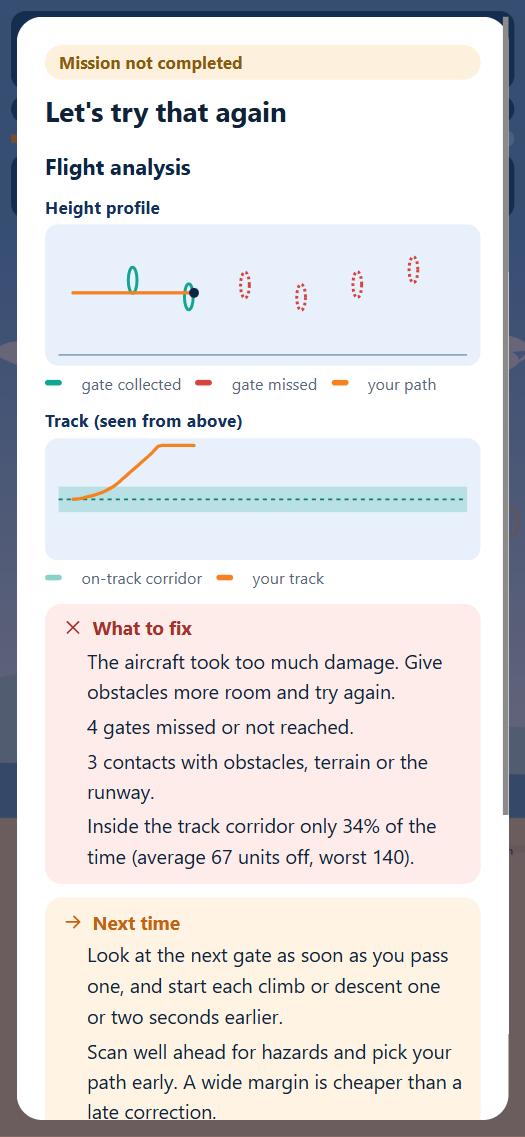 Mission not completed
Let's try that again
Flight analysis
Height profile
gate collected gate missed your path
Track (seen from above)
on-track corridor your track
What to fix
The aircraft took too much damage. Give
obstacles more room and try again.
4 gates missed or not reached.
3 contacts with obstacles, terrain or the
runway.
Inside the track corridor only 34% of the
time (average 67 units off, worst 140).
Next time
Look at the next gate as soon as you pass
one, and start each climb or descent one
or two seconds earlier.
Scan well ahead for hazards and pick your
path early. A wide margin is cheaper than a
late correction.